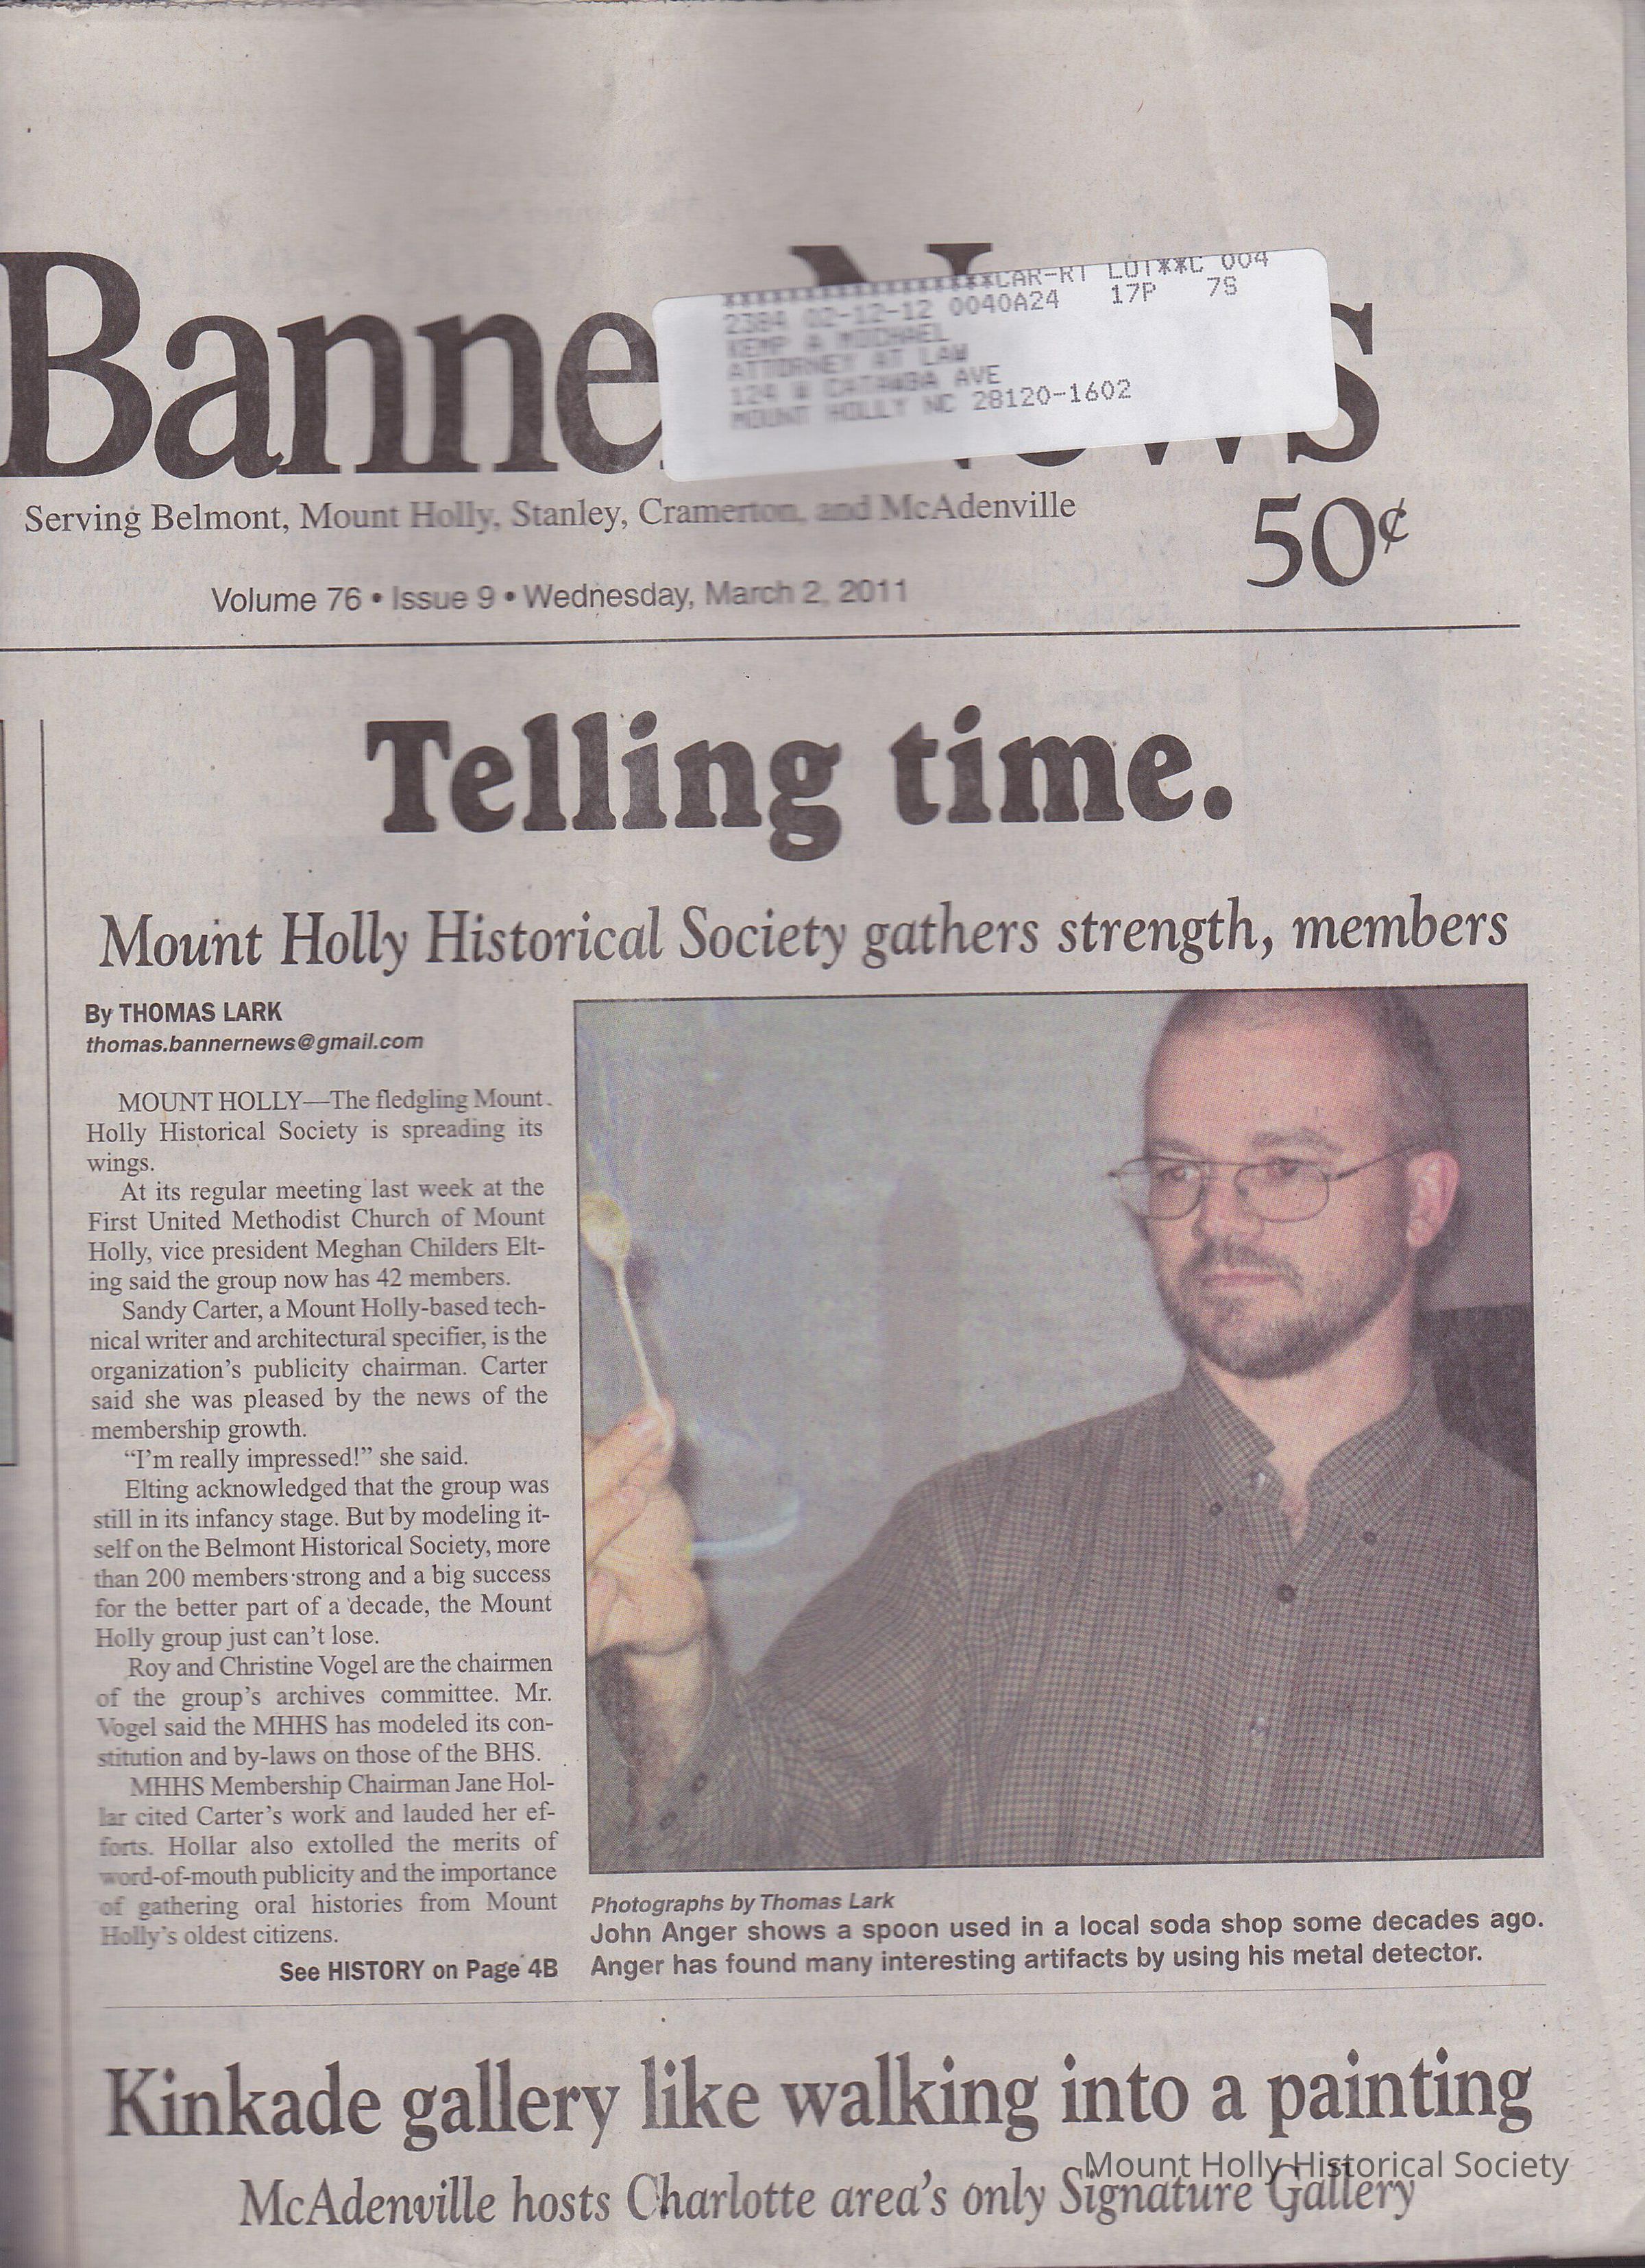 Banne News
******************CAR-RT LOT**C 004
2384 02-12-12 0040A24 17P 7S
KEMP A MICHAEL
ATTORNEY AT LAW
124 W CATAWBA AVE
MOUNT HOLLY NC 28120-1602
Serving Belmont, Mount Holly, Stanley, Cramerton, and McAdenville
50¢
Volume 76 • Issue 9 • Wednesday, March 2, 2011
Telling time.
Mount Holly Historical Society gathers strength, members
By THOMAS LARK
thomas.bannernews@gmail.com
MOUNT HOLLY—The fledgling Mount
Holly Historical Society is spreading its
wings.
At its regular meeting last week at the
First United Methodist Church of Mount
Holly, vice president Meghan Childers Elt-
ing said the group now has 42 members.
Sandy Carter, a Mount Holly-based tech-
nical writer and architectural specifier, is the
organization's publicity chairman. Carter
said she was pleased by the news of the
membership growth.
“I'm really impressed!” she said.
Elting acknowledged that the group was
still in its infancy stage. But by modeling it-
self on the Belmont Historical Society, more
than 200 members strong and a big success
for the better part of a decade, the Mount
Holly group just can't lose.
Roy and Christine Vogel are the chairmen
of the group's archives committee. Mr.
Vogel said the MHHS has modeled its con-
stitution and by-laws on those of the BHS.
MHHS Membership Chairman Jane Hol-
lar cited Carter's work and lauded her ef-
forts. Hollar also extolled the merits of
word-of-mouth publicity and the importance
of gathering oral histories from Mount
Holly's oldest citizens.
See HISTORY on Page 4B
Photographs by Thomas Lark
John Anger shows a spoon used in a local soda shop some decades ago.
Anger has found many interesting artifacts by using his metal detector.
Kinkade gallery like walking into a painting
McAdenville hosts Charlotte area's only Signature Gallery
Mount Holly Historical Society